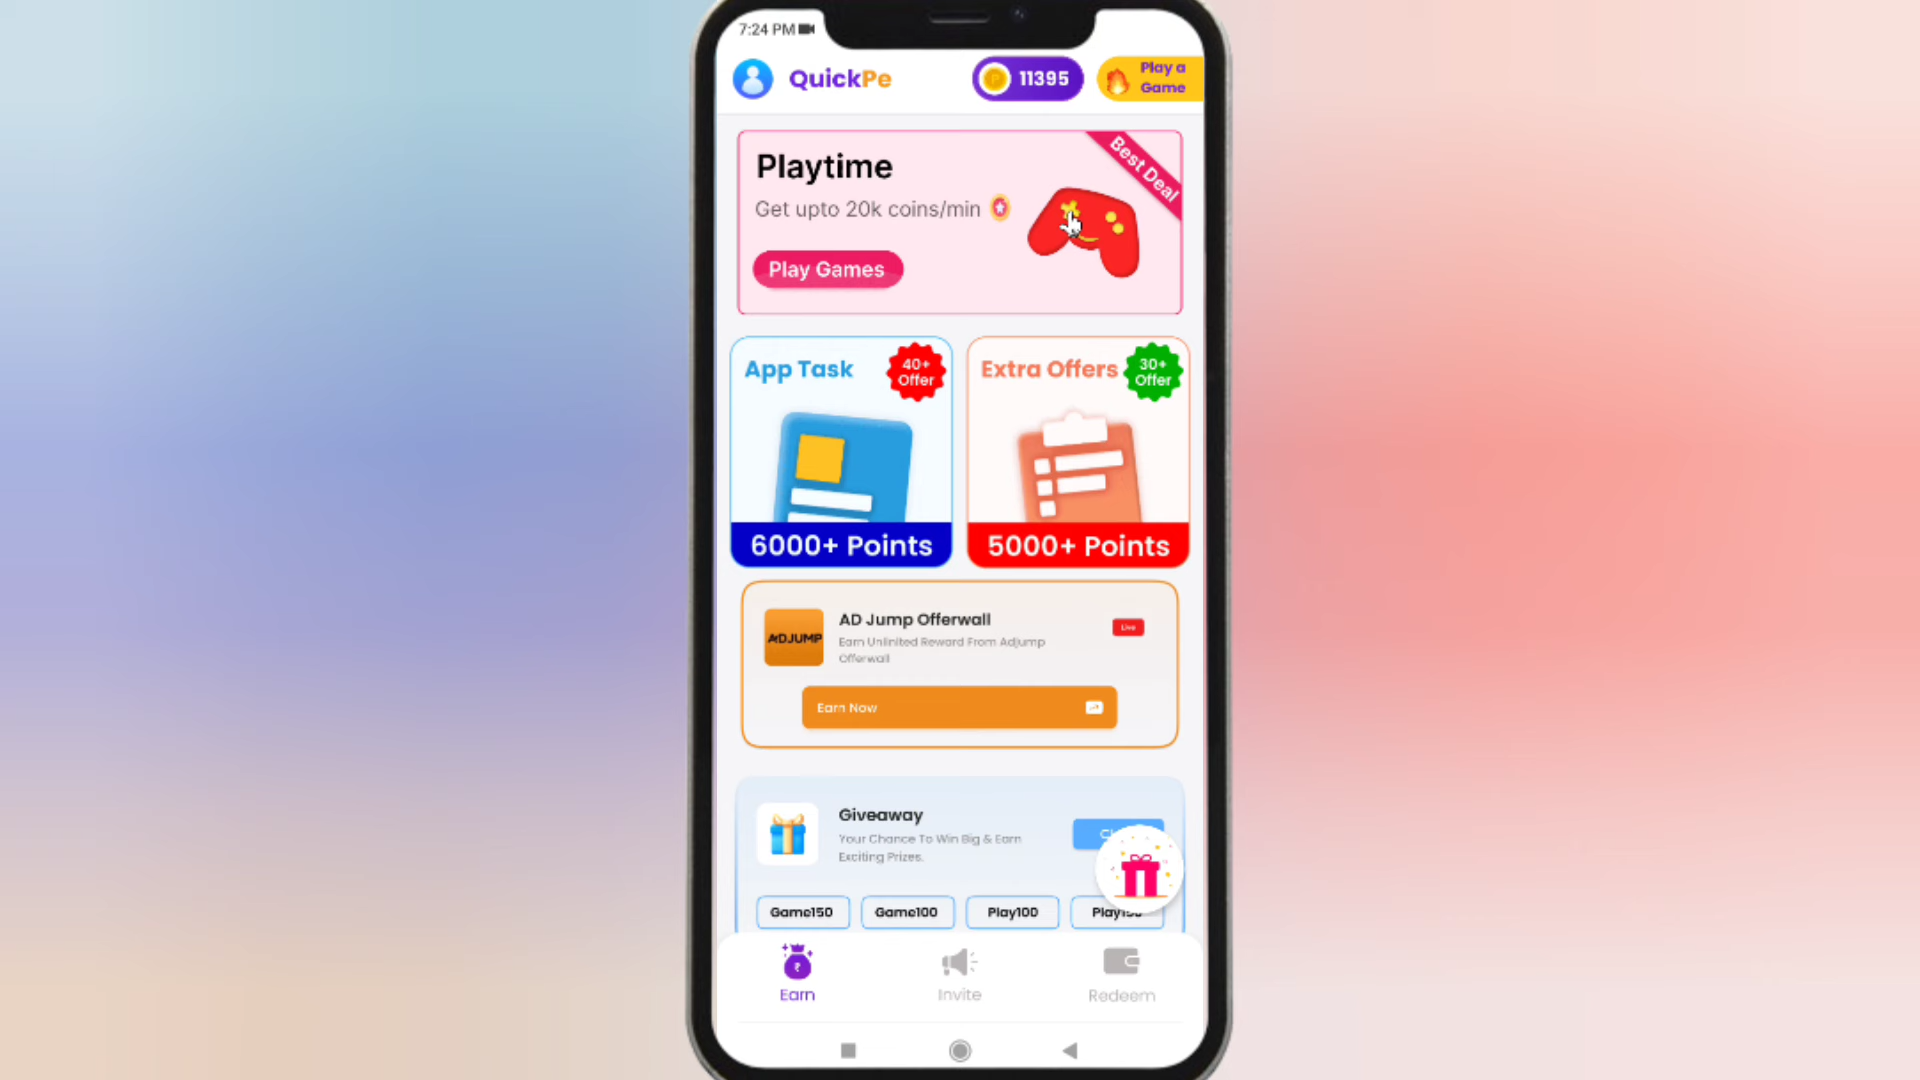 7:24 PM
QuickPe
11395
Play a
Game
Playtime
Best Deal
Get upto 20k coins/min
Play Games
App Task
40+
Offer
Extra Offers
30+
Offer
6000+ Points
5000+ Points
ADJUMP
AD Jump Offerwall
Live
Earn Unlinited Reward From Adjump
Offerwall
Earn Now
Giveaway
Your Chance To Win Big & Earn
Exciting Prizes.
Game150
Game100
Play100
Earn
Invite
Redeem